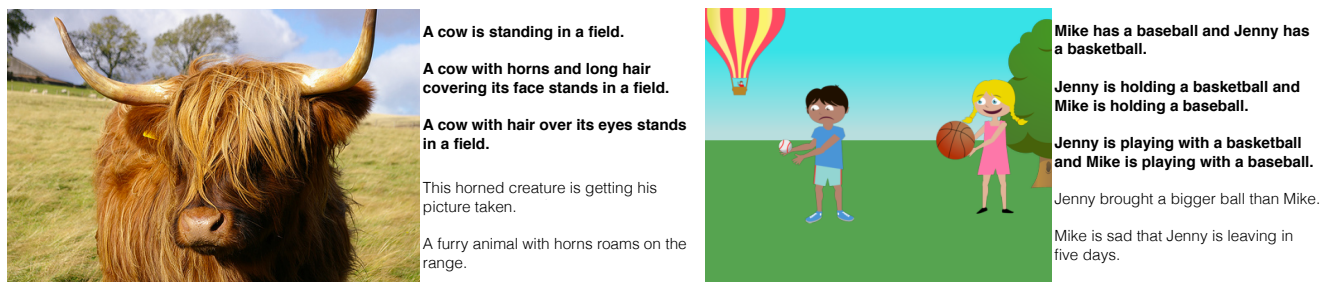 A cow is standing in a field.
A cow with horns and long hair
covering its face stands in a field.
A cow with hair over its eyes stands
in a field.
This horned creature is getting his
picture taken.
A furry animal with horns roams on the
range.
Mike has a baseball and Jenny has
a basketball.
Jenny is holding a basketball and
Mike is holding a baseball.
Jenny is playing with a basketball
and Mike is playing with a baseball.
Jenny brought a bigger ball than Mike.
Mike is sad that Jenny is leaving in
five days.